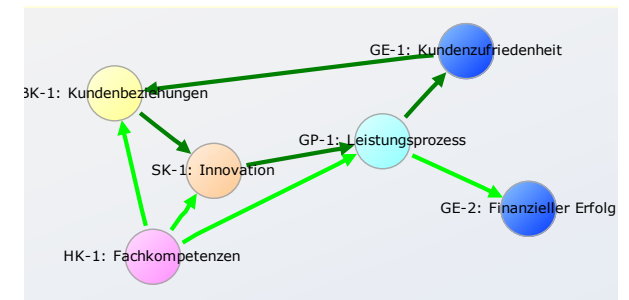 GE-1: Kundenzufriedenheit
BK-1: Kundenbeziehungen
GP-1: Leistungsprozess
SK-1: Innovation
GE-2: Finanzieller Erfolg
HK-1: Fachkompetenzen